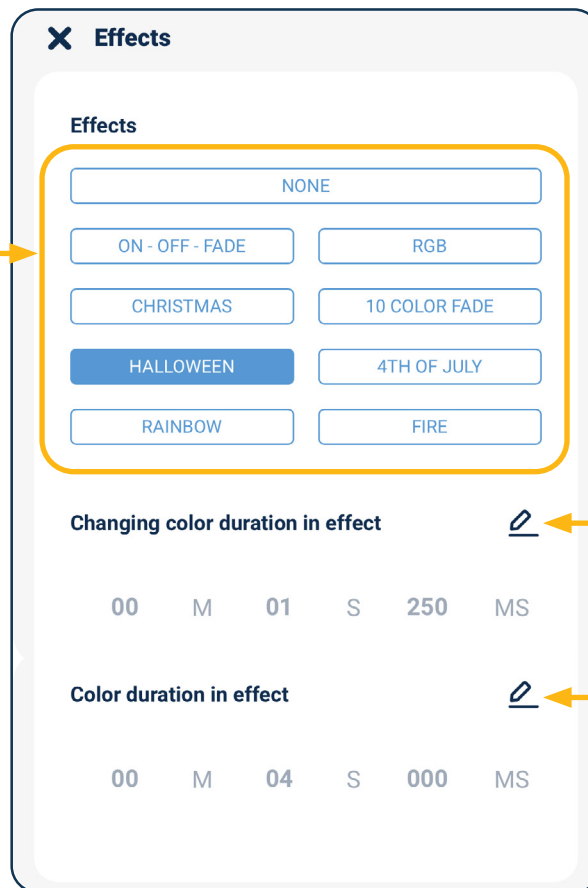 Effects
Effects
NONE
ON - OFF - FADE RGB
CHRISTMAS 10 COLOR FADE
HALLOWEEN 4TH OF JULY
RAINBOW FIRE
Changing color duration in effect
00 M 01 S 250 MS
Color duration in effect
00 M 04 S 000 MS